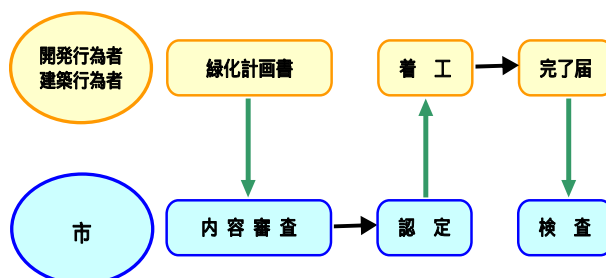 開発行為者
建築行為者
緑化計画書
着 工
完了届
市
内 容 審 査
認 定
検 査